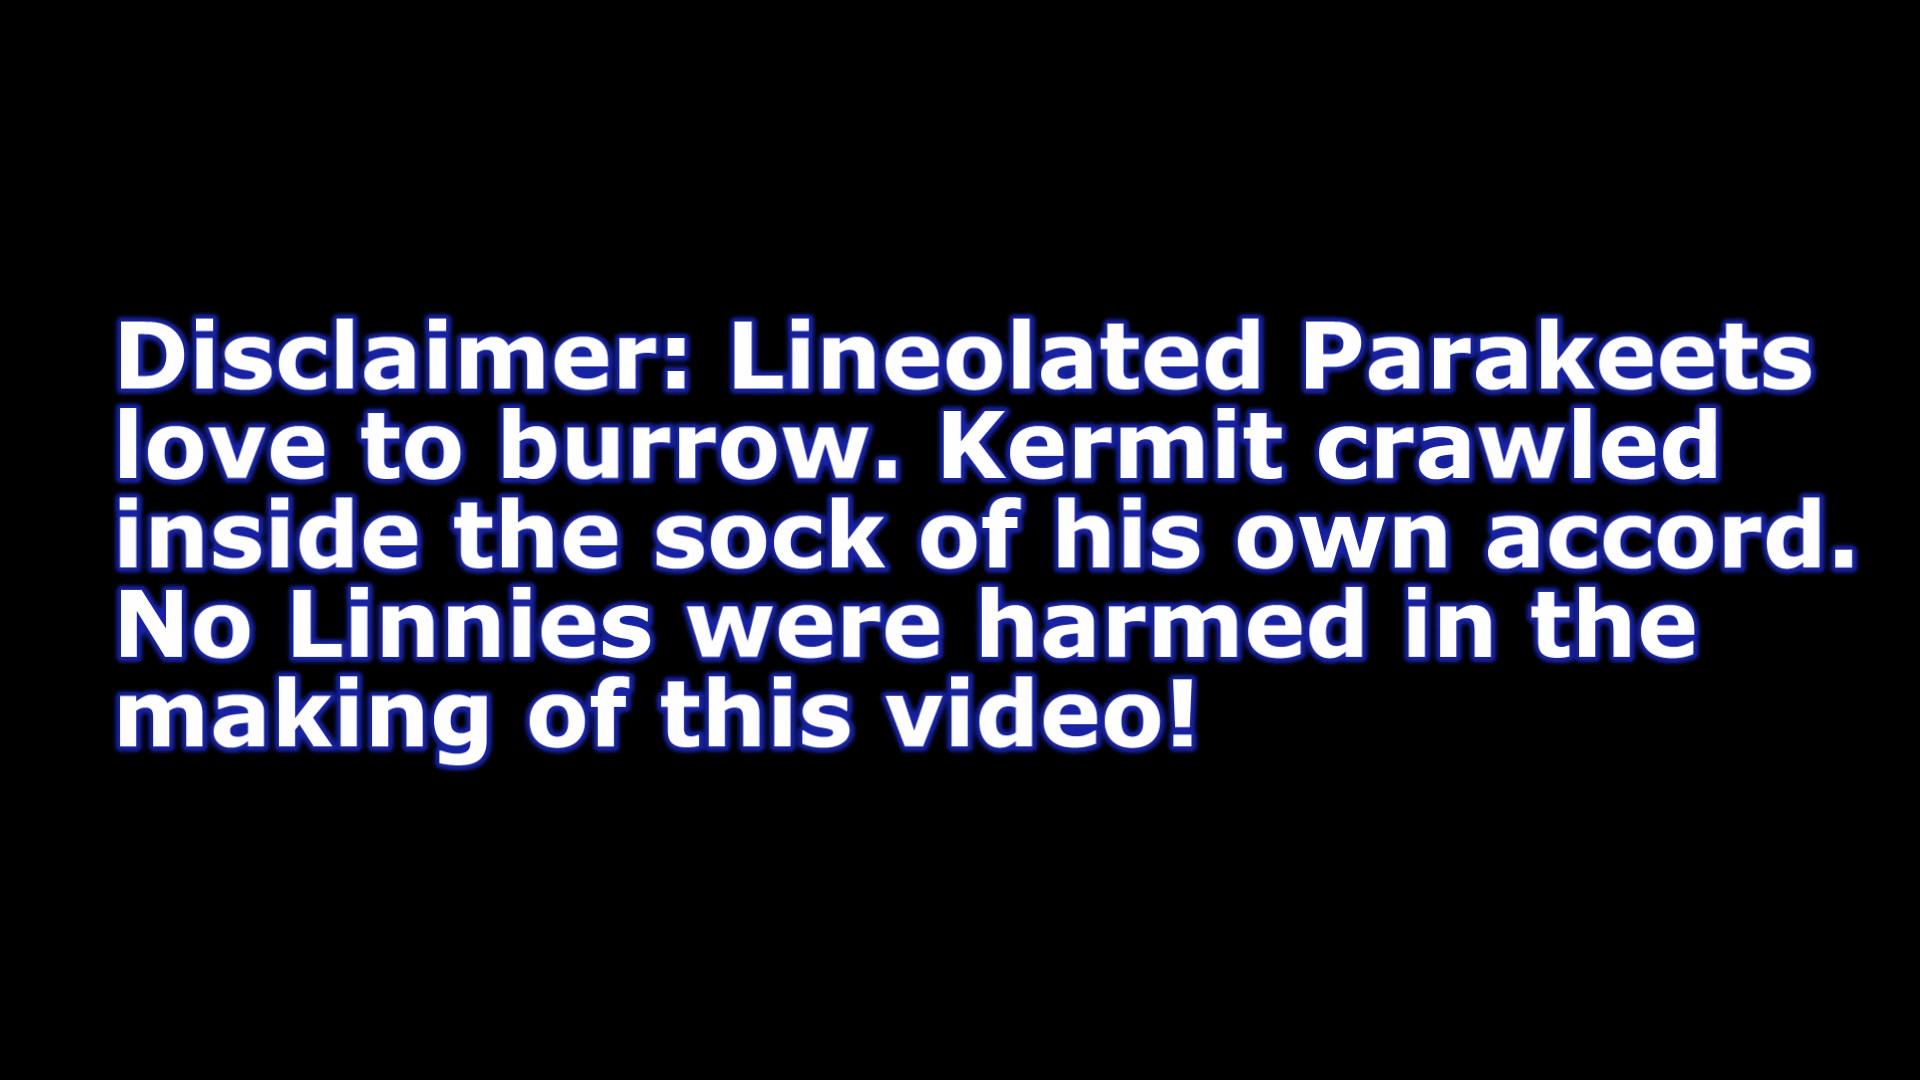 Disclaimer: Lineolated Parakeets
love to burrow. Kermit crawled
inside the sock of his own accord.
No Linnies were harmed in the
making of this video!